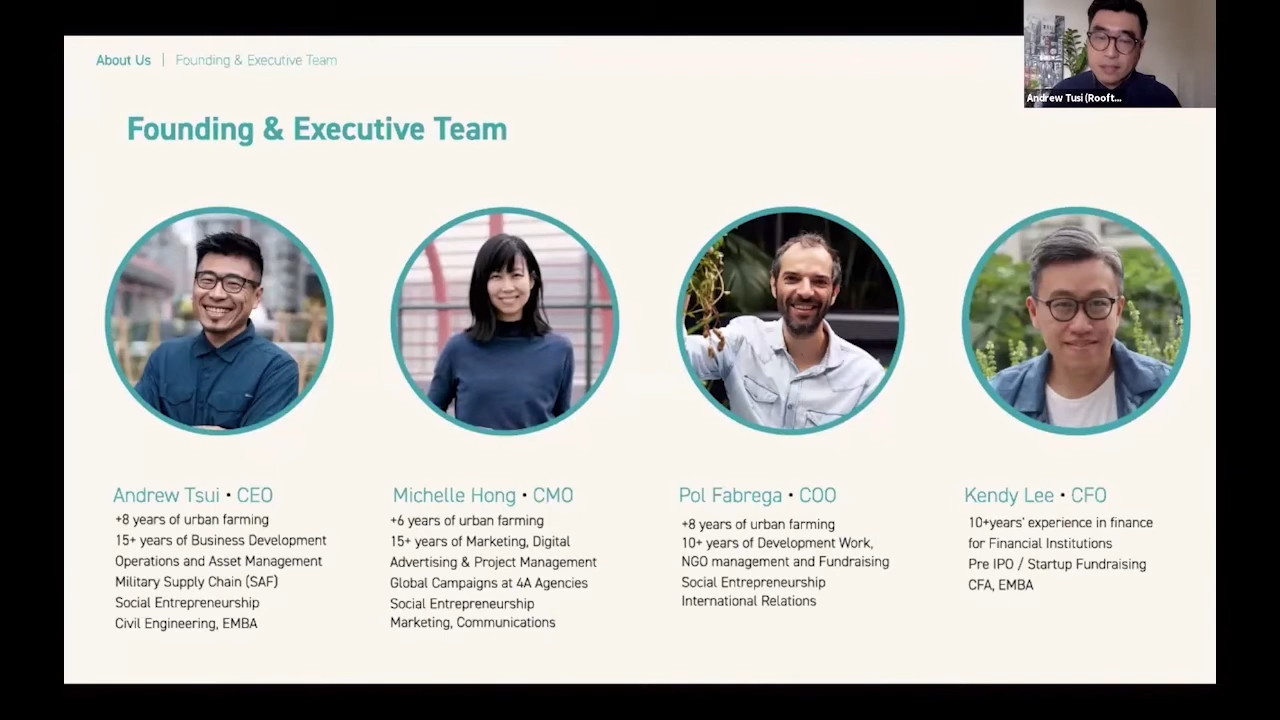 About Us | Founding & Executive Team
Andrew Tusi (Rooft...
Founding & Executive Team
Andrew Tsui • CEO
+8 years of urban farming
15+ years of Business Development
Operations and Asset Management
Military Supply Chain (SAF)
Social Entrepreneurship
Civil Engineering, EMBA
Michelle Hong • CMO
+6 years of urban farming
15+ years of Marketing, Digital
Advertising & Project Management
Global Campaigns at 4A Agencies
Social Entrepreneurship
Marketing, Communications
Pol Fabrega • COO
+8 years of urban farming
10+ years of Development Work,
NGO management and Fundraising
Social Entrepreneurship
International Relations
Kendy Lee • CFO
10+years' experience in finance
for Financial Institutions
Pre IPO / Startup Fundraising
CFA, EMBA